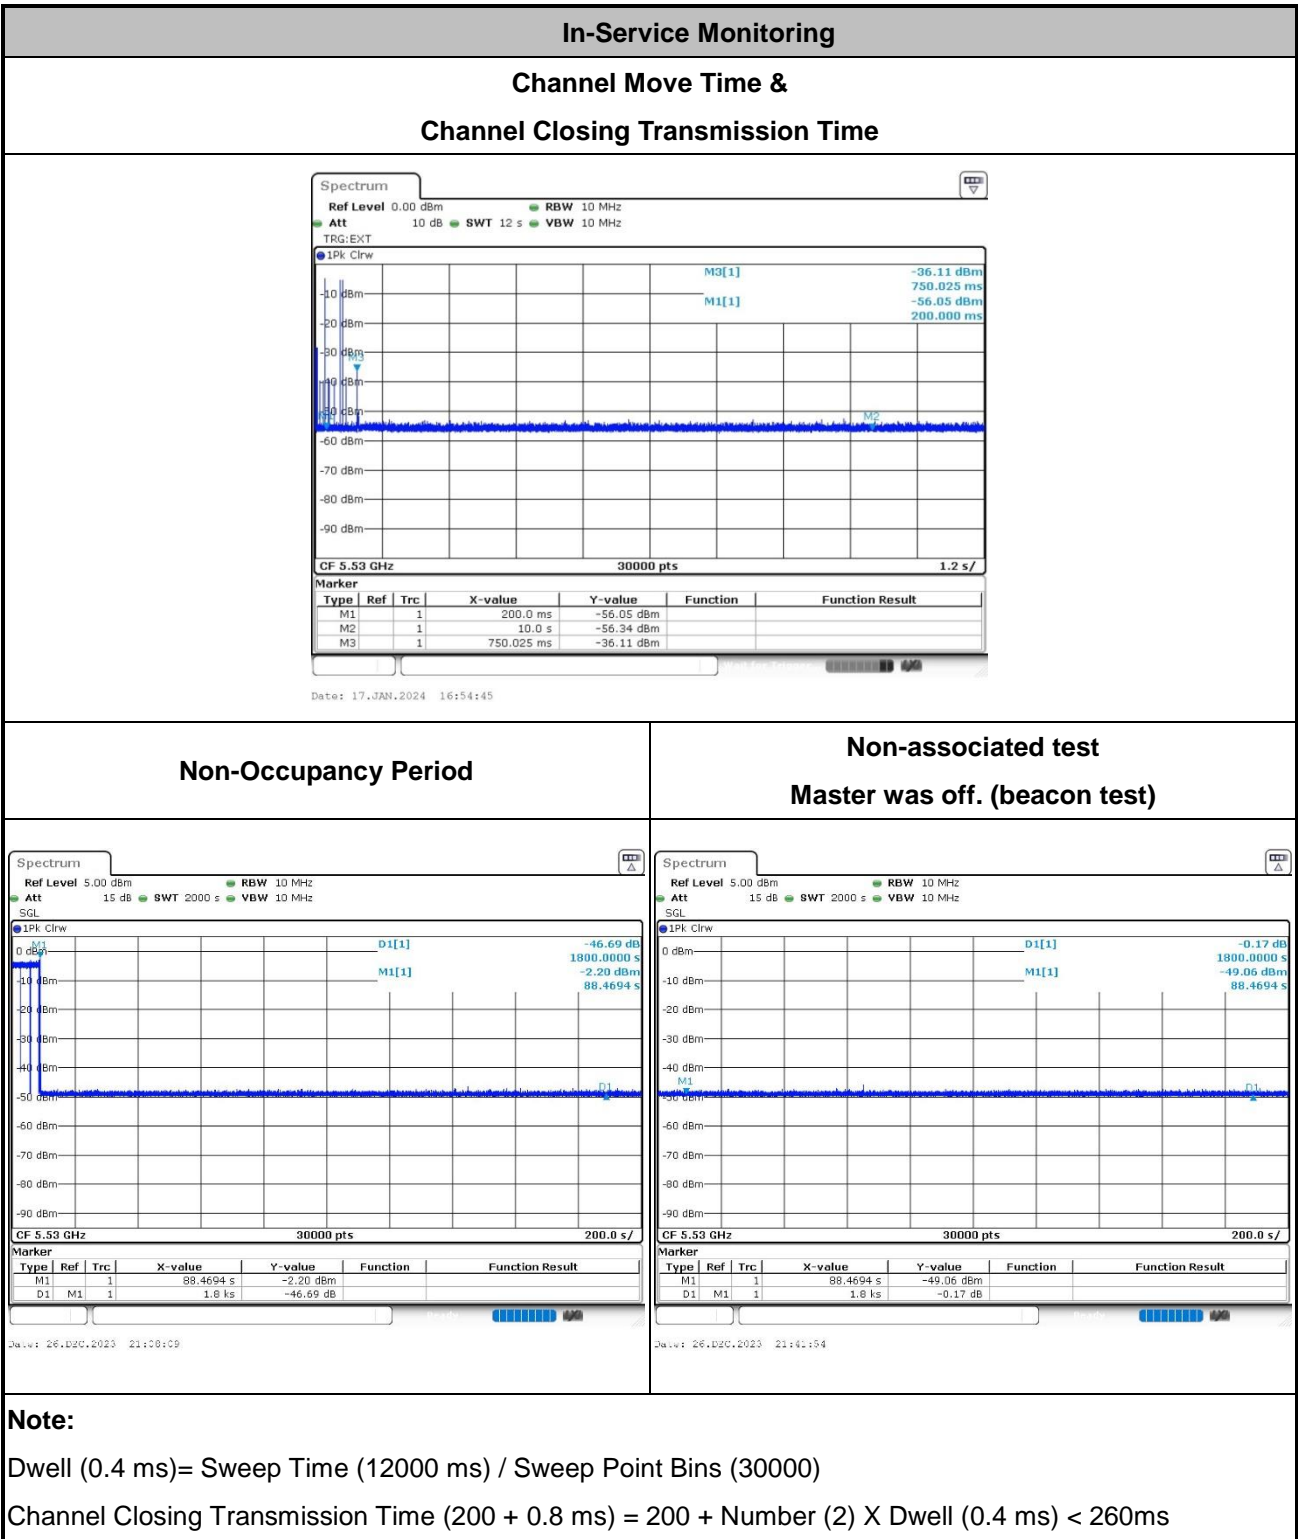 In-Service Monitoring
Channel Move Time &
Channel Closing Transmission Time
Spectrum
Ref Level 0.00 dBm RBW 10 MHz
Att 10 dB SWT 12 s VBW 10 MHz
TRG:EXT
1Pk Clrw
M3[1] -36.11 dBm
750.025 ms
-10 dBm
M1[1] -56.05 dBm
200.000 ms
-20 dBm
-30 dBm
M3
-40 dBm
-50 dBm
M1 M2
-60 dBm
-70 dBm
-80 dBm
-90 dBm
CF 5.53 GHz 30000 pts 1.2 s/
Marker
Type Ref Trc X-value Y-value Function Function Result
M1 1 200.0 ms -56.05 dBm
M2 1 10.0 s -56.34 dBm
M3 1 750.025 ms -36.11 dBm
Wait for Trigger
Date: 17.JAN.2024 16:54:45
Non-Occupancy Period
Non-associated test
Master was off. (beacon test)
Spectrum
Ref Level 5.00 dBm RBW 10 MHz
Att 15 dB SWT 2000 s VBW 10 MHz
SGL
1Pk Clrw
M1
0 dBm
D1[1] -46.69 dB
1800.0000 s
M1[1] -2.20 dBm
88.4694 s
-10 dBm
-20 dBm
-30 dBm
-40 dBm
D1
-50 dBm
-60 dBm
-70 dBm
-80 dBm
-90 dBm
CF 5.53 GHz 30000 pts 200.0 s/
Marker
Type Ref Trc X-value Y-value Function Function Result
M1 1 88.4694 s -2.20 dBm
D1 M1 1 1.8 ks -46.69 dB
Ready
Date: 26.DEC.2023 21:08:09
Spectrum
Ref Level 5.00 dBm RBW 10 MHz
Att 15 dB SWT 2000 s VBW 10 MHz
SGL
1Pk Clrw
0 dBm
D1[1] -0.17 dB
1800.0000 s
M1[1] -49.06 dBm
88.4694 s
-10 dBm
-20 dBm
-30 dBm
-40 dBm
M1 D1
-50 dBm
-60 dBm
-70 dBm
-80 dBm
-90 dBm
CF 5.53 GHz 30000 pts 200.0 s/
Marker
Type Ref Trc X-value Y-value Function Function Result
M1 1 88.4694 s -49.06 dBm
D1 M1 1 1.8 ks -0.17 dB
Ready
Date: 26.DEC.2023 21:41:54
Note:
Dwell (0.4 ms)= Sweep Time (12000 ms) / Sweep Point Bins (30000)
Channel Closing Transmission Time (200 + 0.8 ms) = 200 + Number (2) X Dwell (0.4 ms) < 260ms